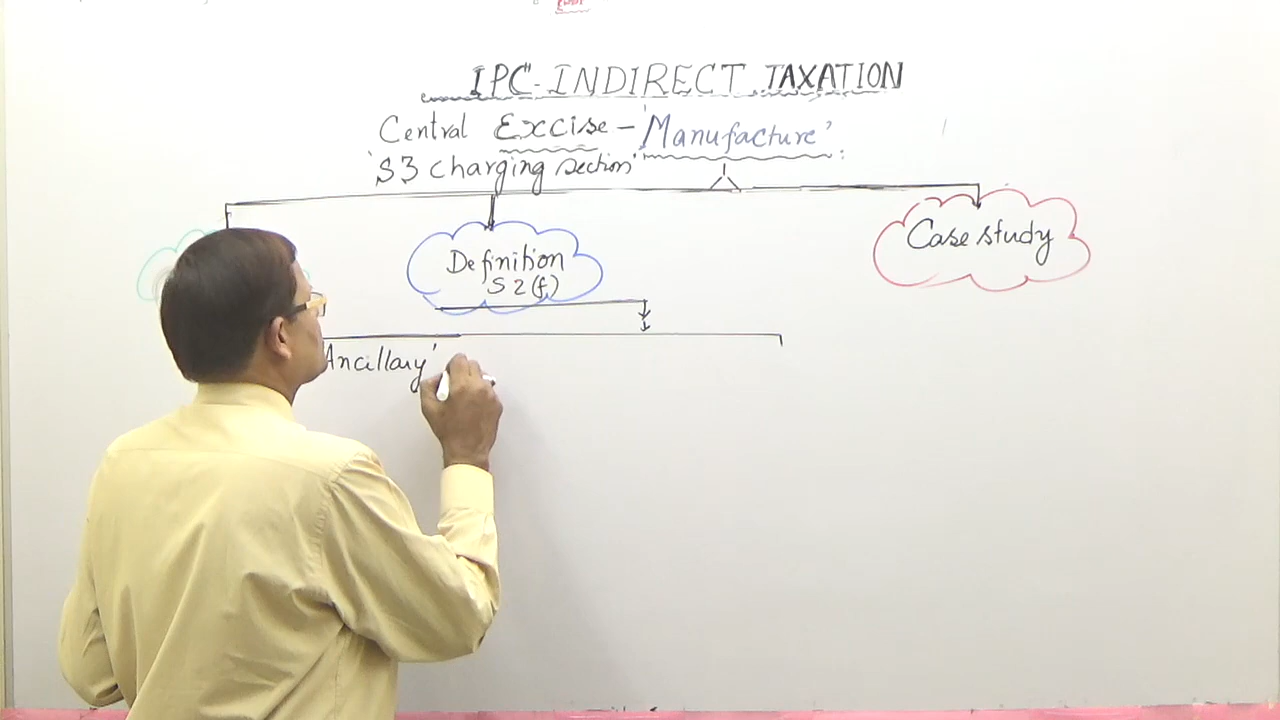 IPC-INDIRECT TAXATION
Central Excise - 'Manufacture'
'S3 charging section'
Definition
S 2(f)
Case study
Ancillary'